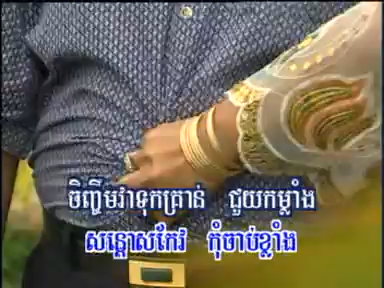 ចិញ្ចឹមវាទុកគ្រាន់ ជួយកម្លាំង
សន្ដោសកែវ កុំចាប់ខ្លាំង